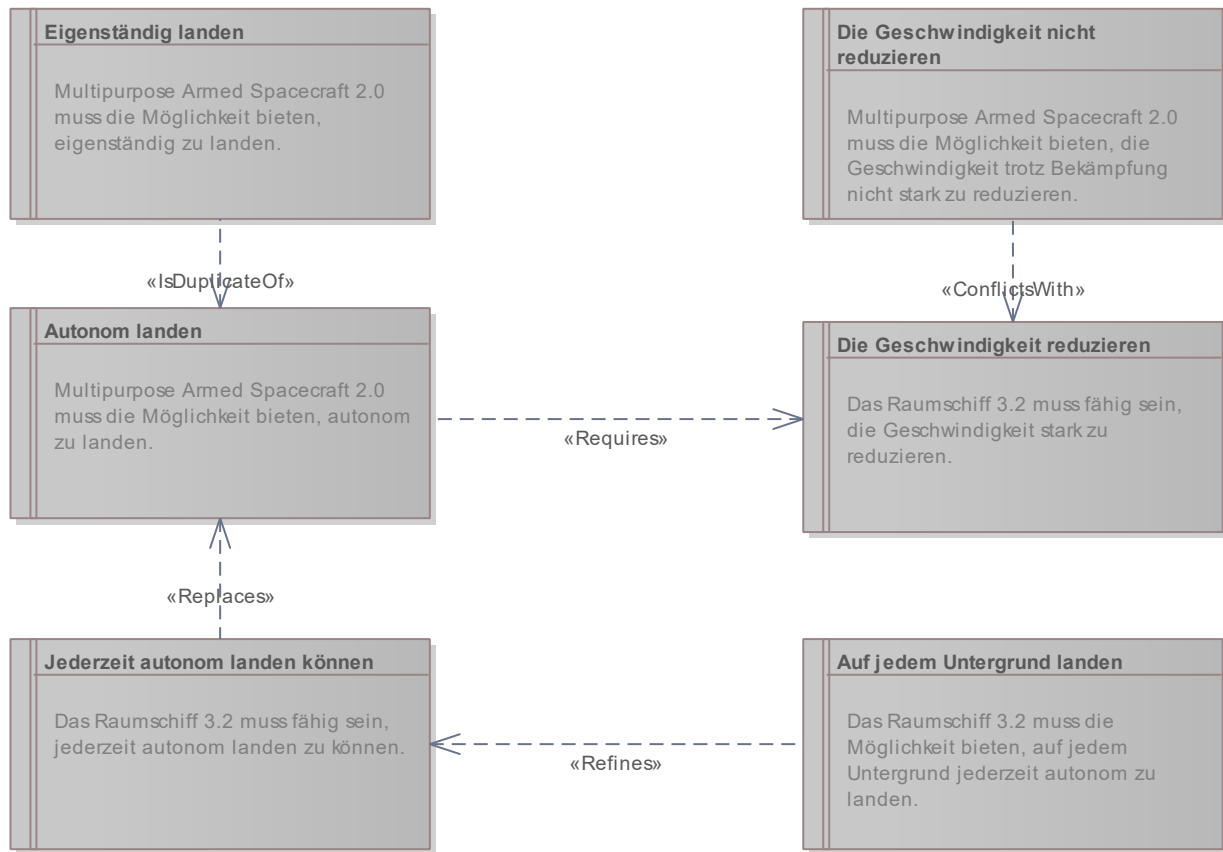 Eigenständig landen
Multipurpose Armed Spacecraft 2.0
muss die Möglichkeit bieten,
eigenständig zu landen.
Die Geschwindigkeit nicht
reduzieren
Multipurpose Armed Spacecraft 2.0
muss die Möglichkeit bieten, die
Geschwindigkeit trotz Bekämpfung
nicht stark zu reduzieren.
«IsDuplicateOf»
«ConflictsWith»
Autonom landen
Multipurpose Armed Spacecraft 2.0
muss die Möglichkeit bieten, autonom
zu landen.
«Requires»
Die Geschwindigkeit reduzieren
Das Raumschiff 3.2 muss fähig sein,
die Geschwindigkeit stark zu
reduzieren.
«Replaces»
Jederzeit autonom landen können
Das Raumschiff 3.2 muss fähig sein,
jederzeit autonom landen zu können.
«Refines»
Auf jedem Untergrund landen
Das Raumschiff 3.2 muss die
Möglichkeit bieten, auf jedem
Untergrund jederzeit autonom zu
landen.